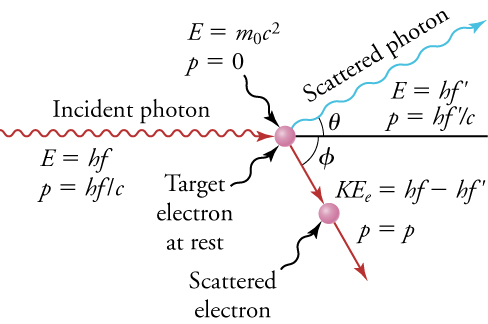 E = m₀c²
p = 0
Scattered photon
Incident photon
E = hf
p = hf/c
θ
E = hf'
p = hf'/c
ϕ
Target
electron
at rest
KEₑ = hf − hf'
p = p
Scattered
electron